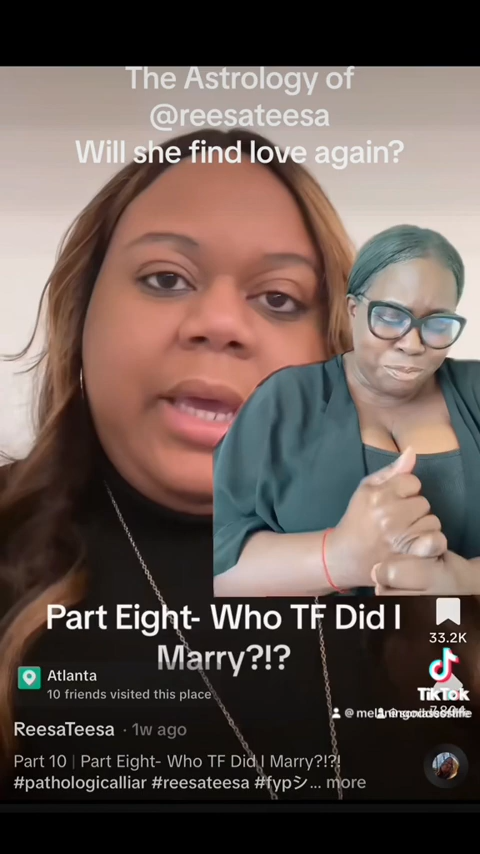 The Astrology of
@reesateesa
Will she find love again?
Part Eight- Who TF Did I
Marry?!?
33.2K
Atlanta
10 friends visited this place
TikTok
ReesaTeesa · 1w ago
Part 10 | Part Eight- Who TF Did I Marry?!?!
#pathologicalliar #reesateesa #fypシ... more